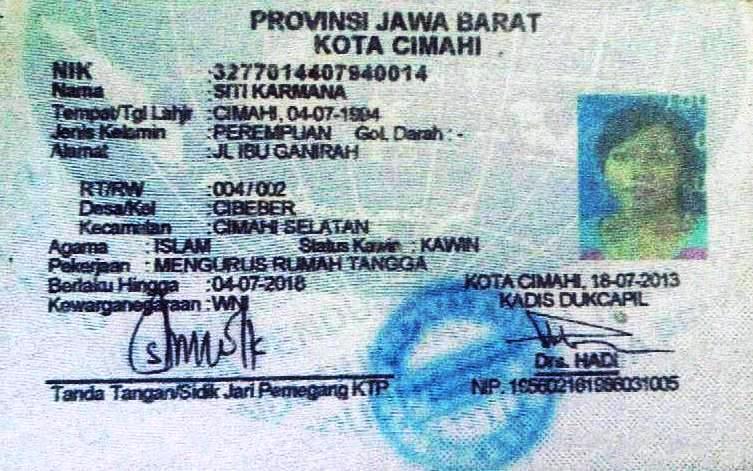 PROVINSI JAWA BARAT
KOTA CIMAHI
NIK :3277014407940014
Nama :SITI KARMANA
Tempat/Tgl Lahir :CIMAHI, 04-07-1994
Jenis Kelamin :PEREMPUAN Gol. Darah : -
Alamat :JL IBU GANIRAH
RT/RW :004/002
Desa/Kel :CIBEBER
Kecamatan :CIMAHI SELATAN
Agama : ISLAM Status Kawin : KAWIN
Pekerjaan : MENGURUS RUMAH TANGGA
Berlaku Hingga :04-07-2018 KOTA CIMAHI, 18-07-2013
Kewarganegaraan :WNI KADIS DUKCAPIL
Drs. HADI
Tanda Tangan/Sidik Jari Pemegang KTP NIP. 195602161986031005